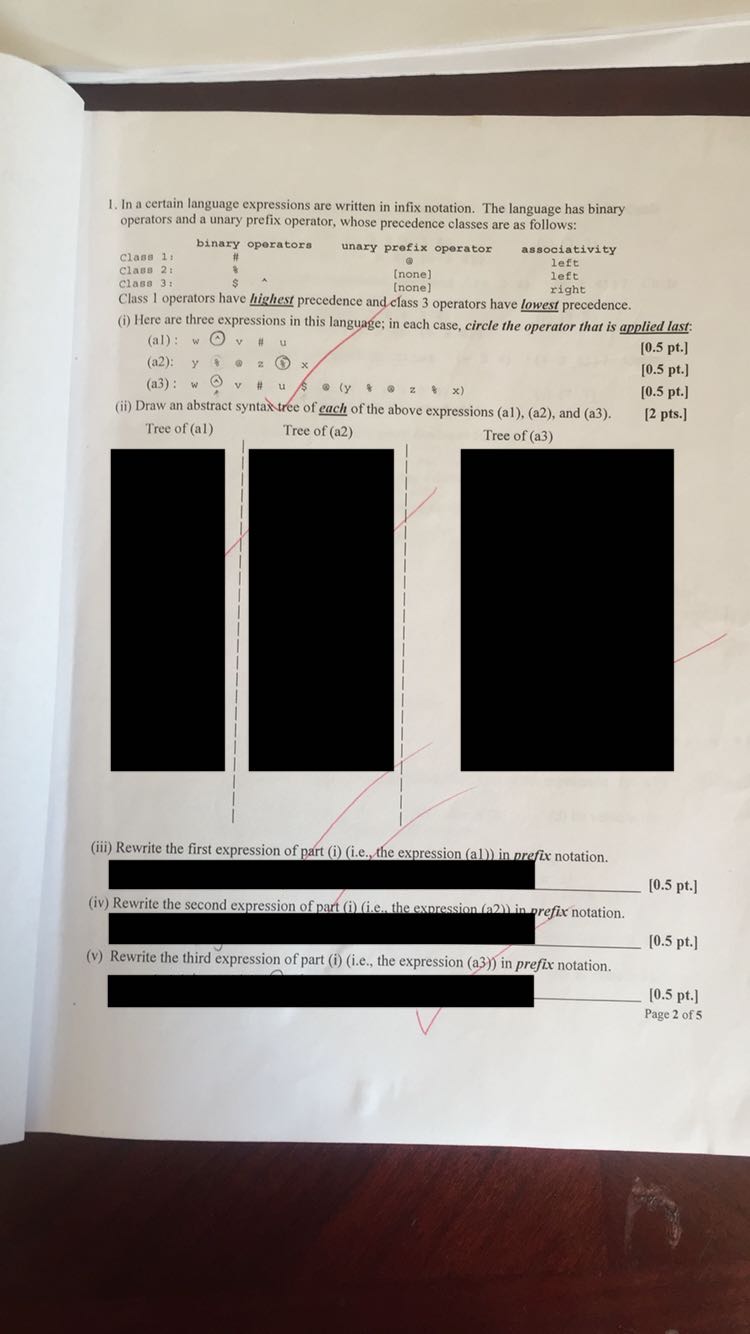 1. In a certain language expressions are written in infix notation. The language has binary
operators and a unary prefix operator, whose precedence classes are as follows:
binary operators unary prefix operator associativity
Class 1: # @ left
Class 2: % [none] left
Class 3: $ ^ [none] right
Class 1 operators have highest precedence and class 3 operators have lowest precedence.
(i) Here are three expressions in this language; in each case, circle the operator that is applied last:
(a1): w ^ v # u [0.5 pt.]
(a2): y % @ z % x [0.5 pt.]
(a3): w ^ v # u $ @ (y % @ z % x) [0.5 pt.]
(ii) Draw an abstract syntax tree of each of the above expressions (a1), (a2), and (a3). [2 pts.]
Tree of (a1) Tree of (a2) Tree of (a3)
(iii) Rewrite the first expression of part (i) (i.e., the expression (a1)) in prefix notation.
[0.5 pt.]
(iv) Rewrite the second expression of part (i) (i.e., the expression (a2)) in prefix notation.
[0.5 pt.]
(v) Rewrite the third expression of part (i) (i.e., the expression (a3)) in prefix notation.
[0.5 pt.]
Page 2 of 5